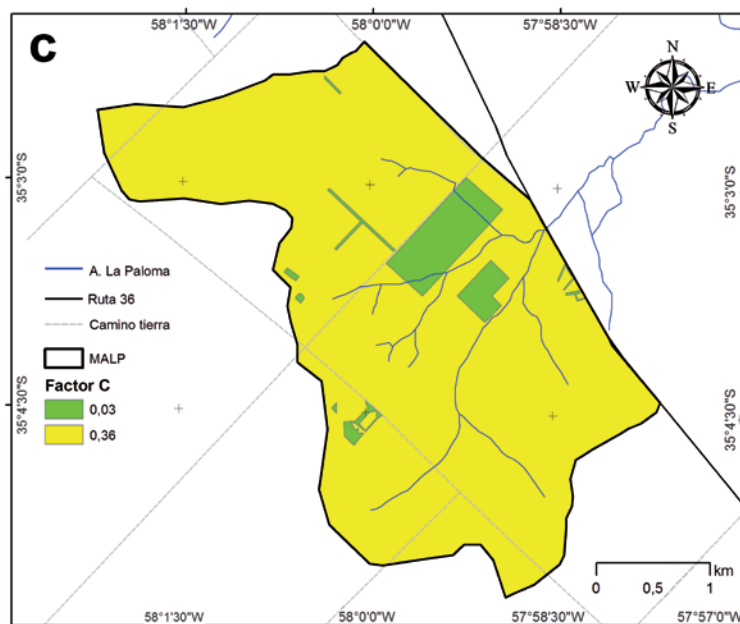 C
58°1'30"W 58°0'0"W 57°58'30"W
N
W E
S
35°3'0"S
35°3'0"S
A. La Paloma
Ruta 36
Camino tierra
MALP
Factor C
0,03
0,36
35°4'30"S
35°4'30"S
km
0 0,5 1
58°1'30"W 58°0'0"W 57°58'30"W 57°57'0"W